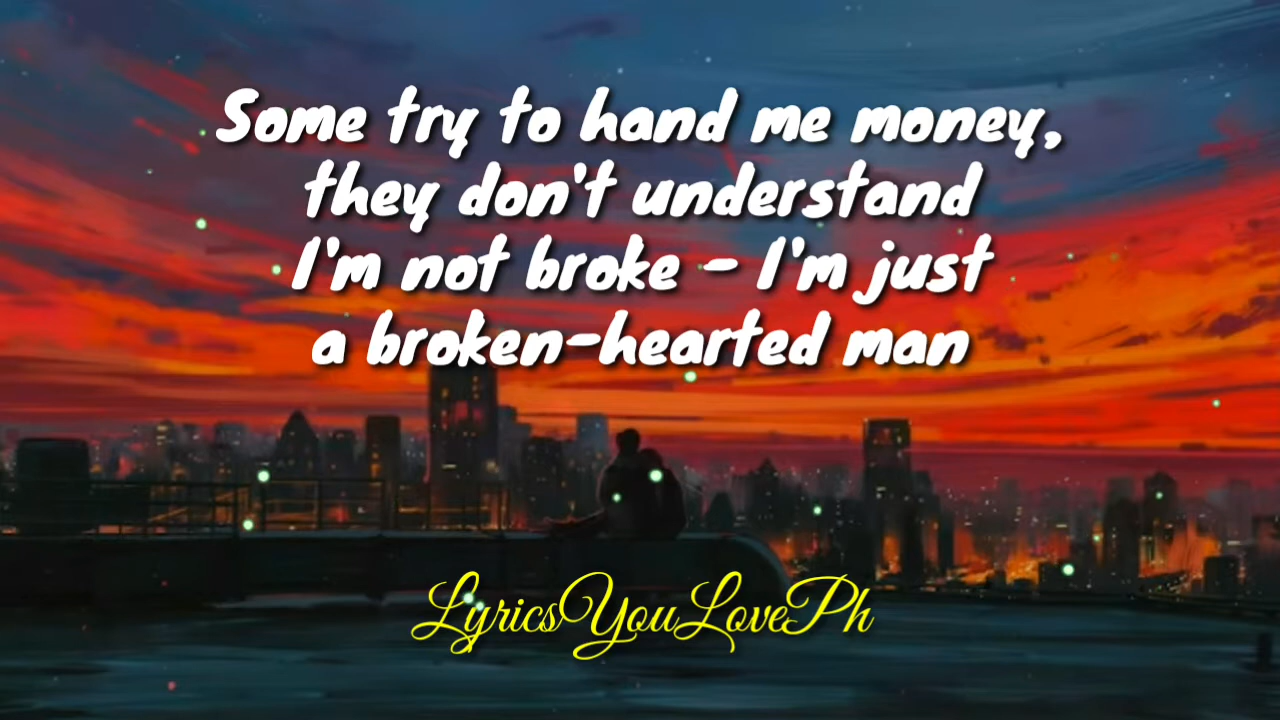 Some try to hand me money,
they don't understand
I'm not broke - I'm just
a broken-hearted man
LyricsYouLovePh